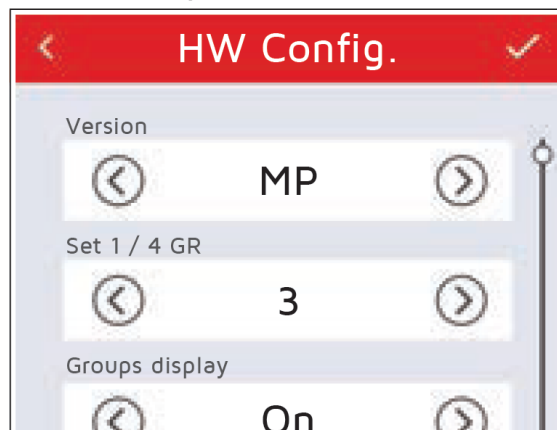 HW Config.
Version
MP
Set 1 / 4 GR
3
Groups display
On